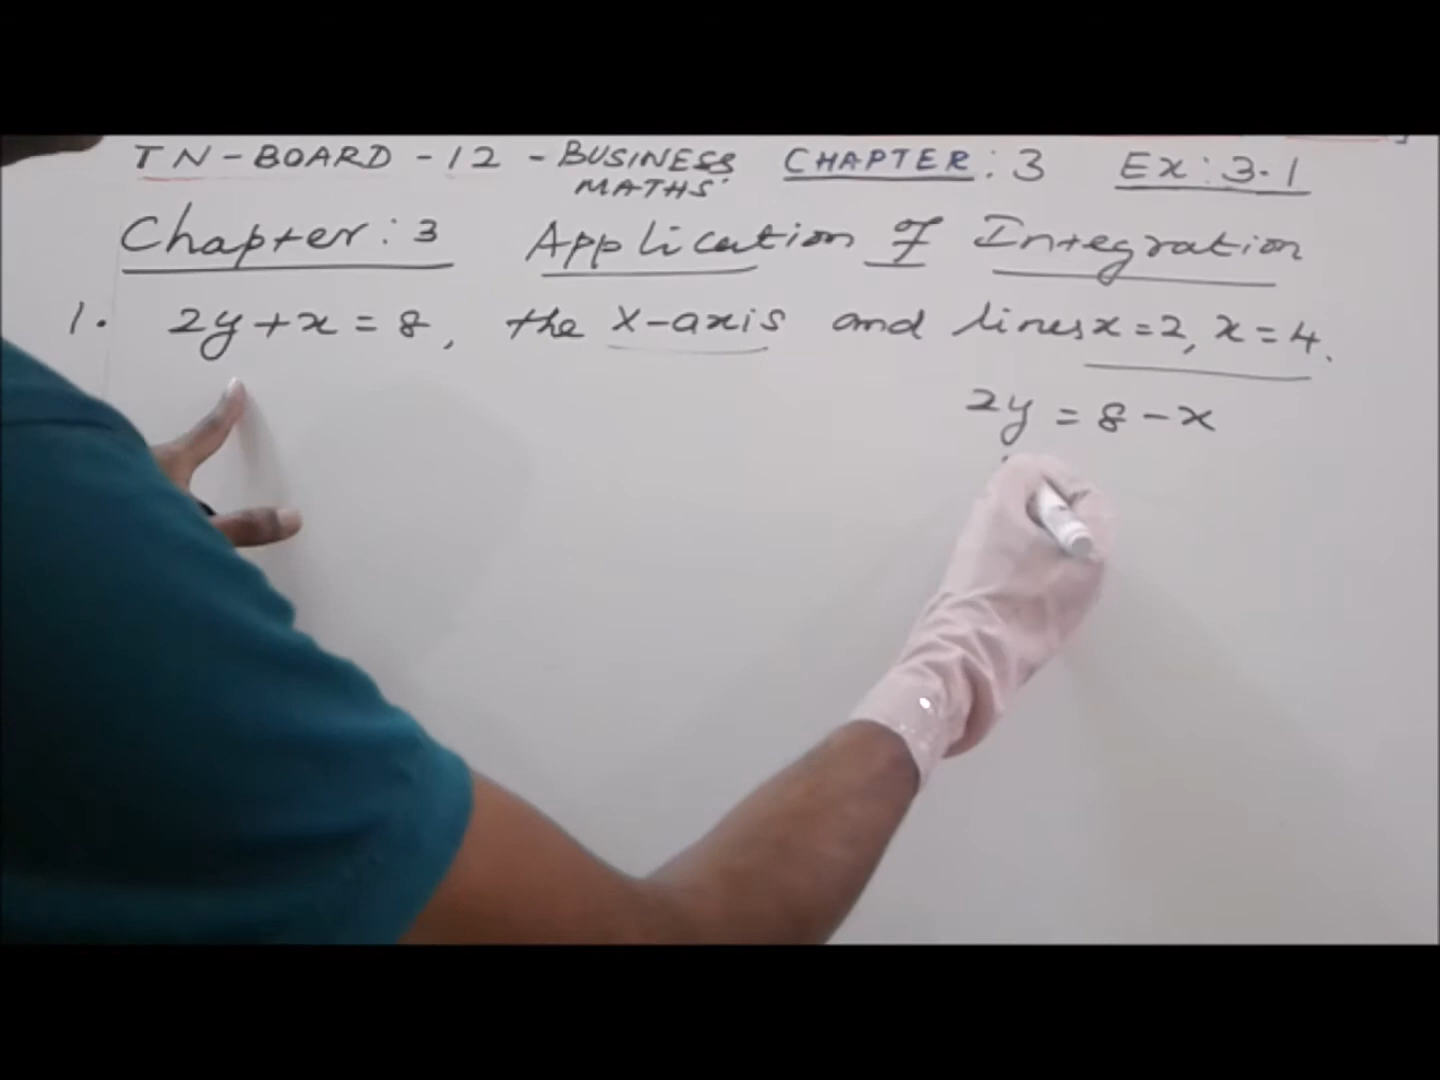 TN-BOARD-12-BUSINESS MATHS CHAPTER:3 Ex:3.1
Chapter:3 Application of Integration
1. 2y+x=8, the X-axis and lines x=2, x=4.
2y = 8-x